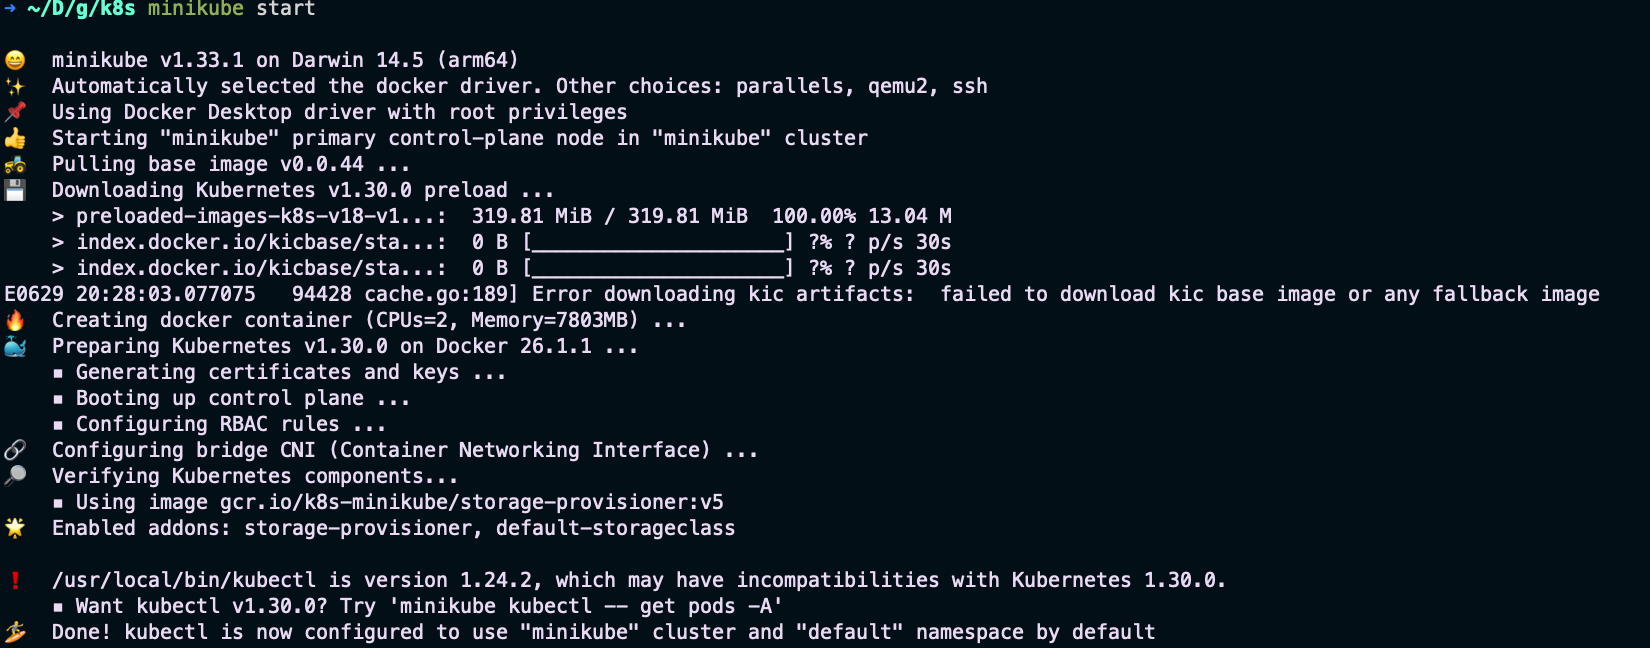 → ~/D/g/k8s minikube start
😄 minikube v1.33.1 on Darwin 14.5 (arm64)
✨ Automatically selected the docker driver. Other choices: parallels, qemu2, ssh
📌 Using Docker Desktop driver with root privileges
👍 Starting "minikube" primary control-plane node in "minikube" cluster
🚜 Pulling base image v0.0.44 ...
💾 Downloading Kubernetes v1.30.0 preload ...
> preloaded-images-k8s-v18-v1...: 319.81 MiB / 319.81 MiB 100.00% 13.04 M
> index.docker.io/kicbase/sta...: 0 B [_____________________] ?% ? p/s 30s
> index.docker.io/kicbase/sta...: 0 B [_____________________] ?% ? p/s 30s
E0629 20:28:03.077075 94428 cache.go:189] Error downloading kic artifacts: failed to download kic base image or any fallback image
🔥 Creating docker container (CPUs=2, Memory=7803MB) ...
🐳 Preparing Kubernetes v1.30.0 on Docker 26.1.1 ...
▪ Generating certificates and keys ...
▪ Booting up control plane ...
▪ Configuring RBAC rules ...
🔗 Configuring bridge CNI (Container Networking Interface) ...
🔎 Verifying Kubernetes components...
▪ Using image gcr.io/k8s-minikube/storage-provisioner:v5
🌟 Enabled addons: storage-provisioner, default-storageclass
❗ /usr/local/bin/kubectl is version 1.24.2, which may have incompatibilities with Kubernetes 1.30.0.
▪ Want kubectl v1.30.0? Try 'minikube kubectl -- get pods -A'
🏄 Done! kubectl is now configured to use "minikube" cluster and "default" namespace by default